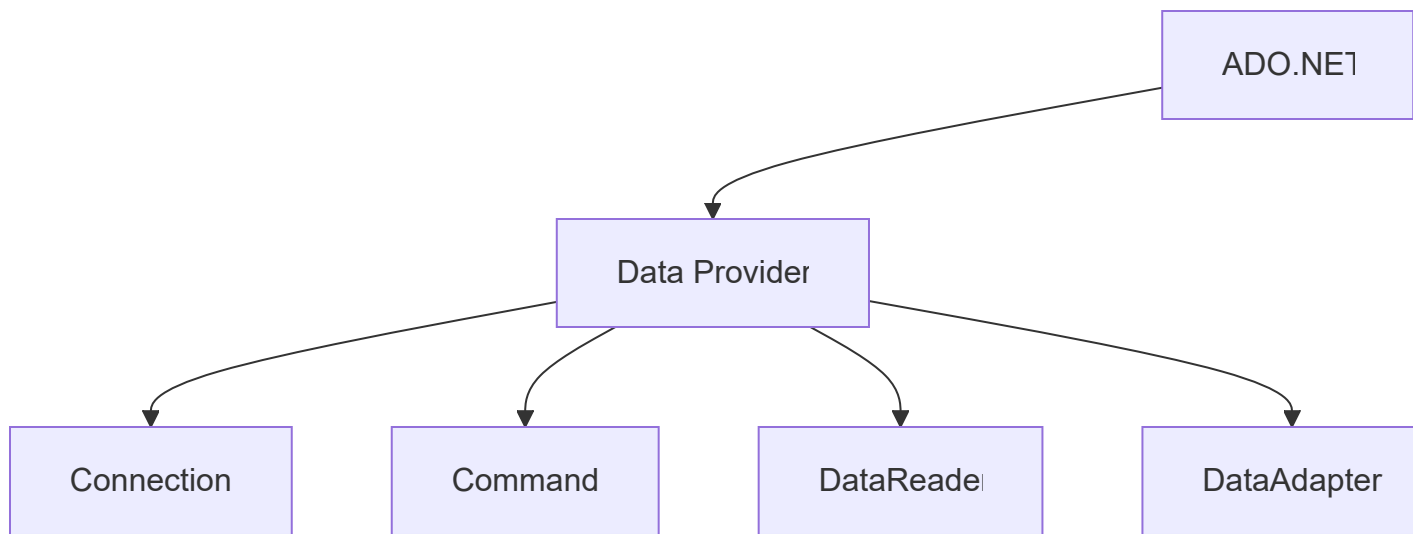 ADO.NET
Data Provider
Connection
Command
DataReader
DataAdapter